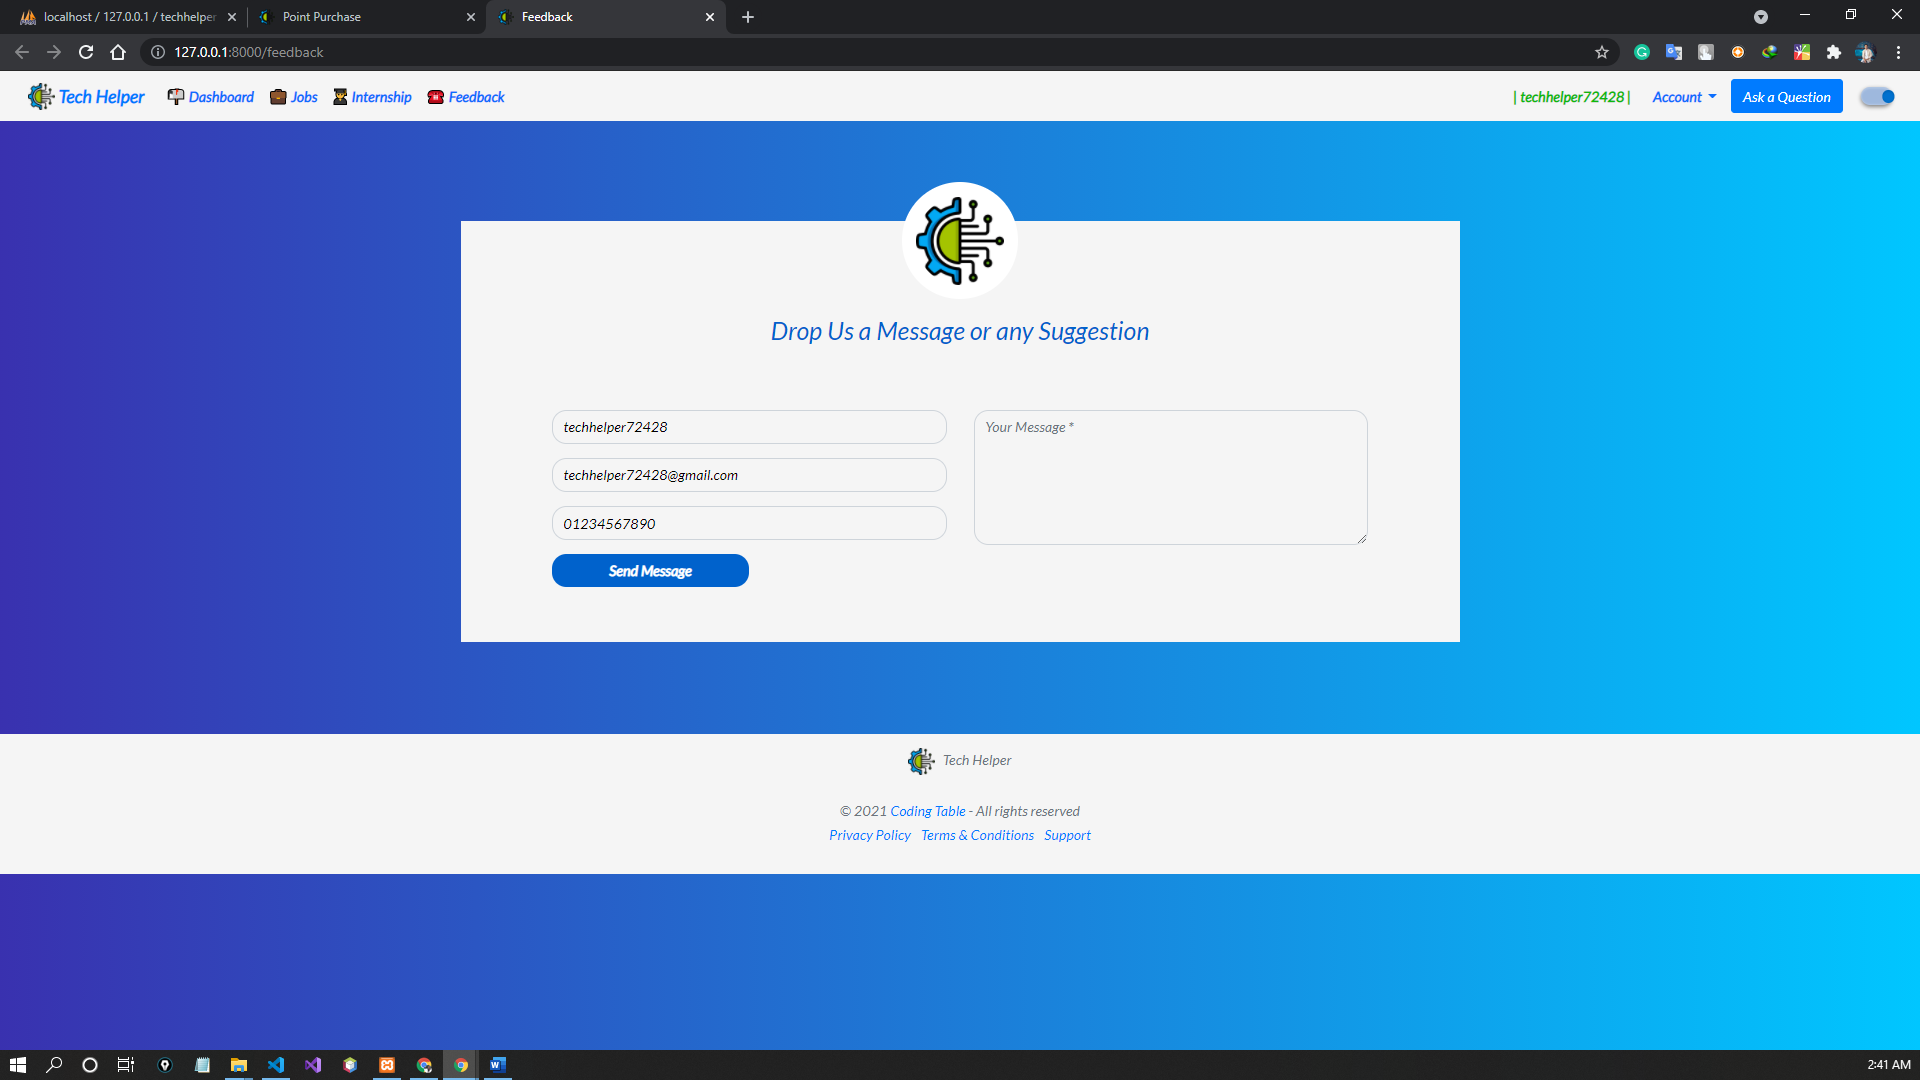 localhost / 127.0.0.1 / techhelper
Point Purchase
Feedback
127.0.0.1:8000/feedback
Tech Helper
Dashboard
Jobs
Internship
Feedback
| techhelper72428 |
Account
Ask a Question
Drop Us a Message or any Suggestion
techhelper72428
Your Message *
techhelper72428@gmail.com
01234567890
Send Message
Tech Helper
© 2021 Coding Table - All rights reserved
Privacy Policy Terms & Conditions Support
2:41 AM